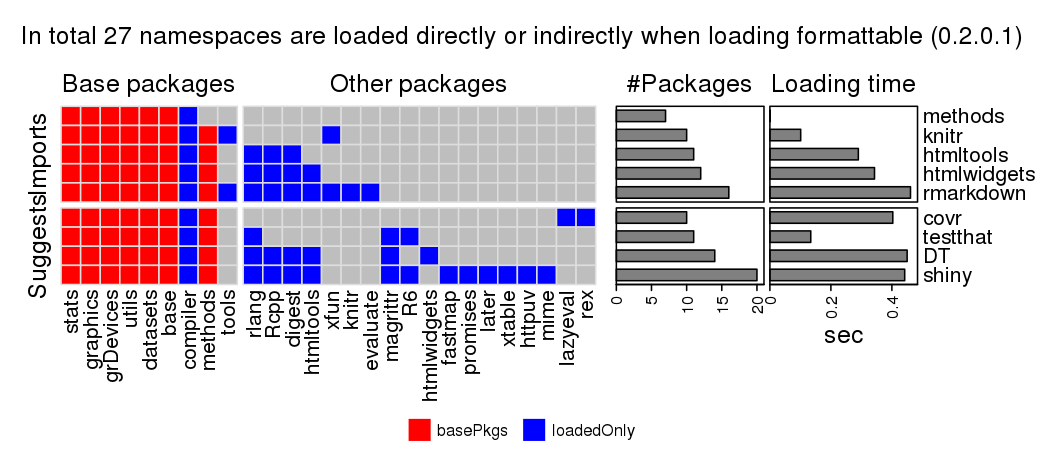 In total 27 namespaces are loaded directly or indirectly when loading formattable (0.2.0.1)
Base packages
Other packages
#Packages
Loading time
Imports
Suggests
methods
knitr
htmltools
htmlwidgets
rmarkdown
covr
testthat
DT
shiny
stats
graphics
grDevices
utils
datasets
base
compiler
methods
tools
rlang
Rcpp
digest
htmltools
xfun
knitr
evaluate
magrittr
R6
htmlwidgets
fastmap
promises
later
xtable
httpuv
mime
lazyeval
rex
0
5
10
15
20
0
0.2
0.4
sec
basePkgs
loadedOnly